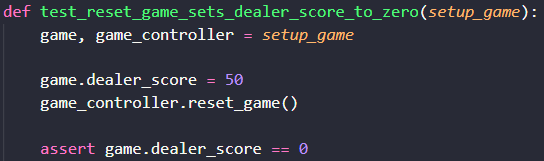 def test_reset_game_sets_dealer_score_to_zero(setup_game):
    game, game_controller = setup_game

    game.dealer_score = 50
    game_controller.reset_game()

    assert game.dealer_score == 0